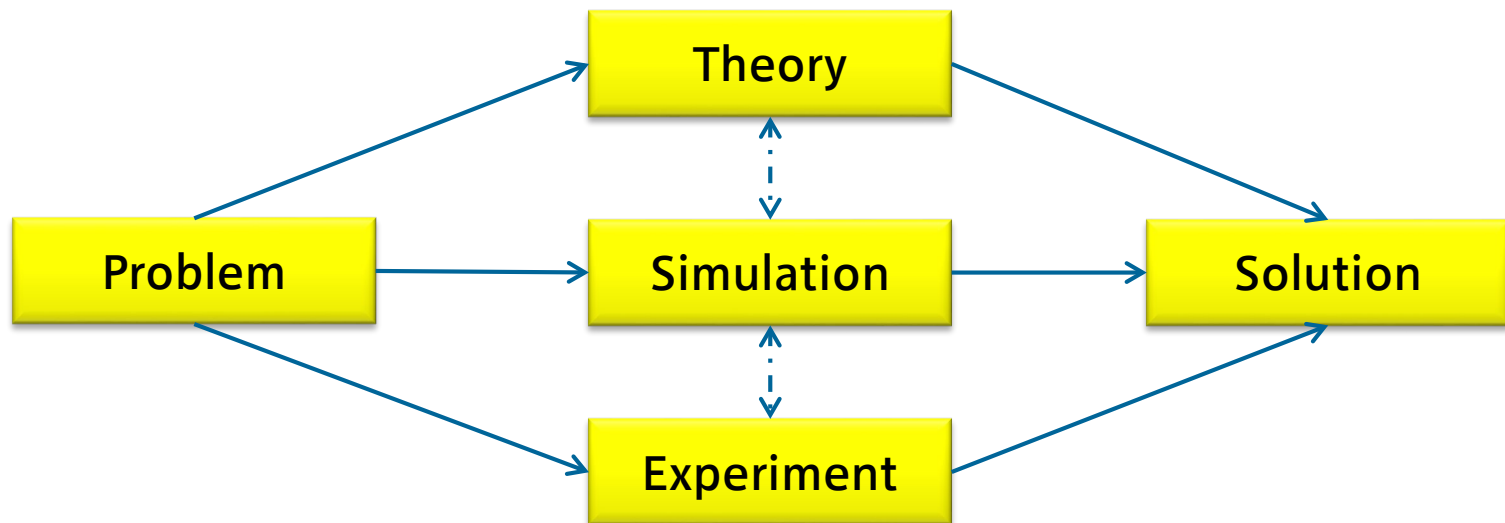 Theory
Problem
Simulation
Solution
Experiment